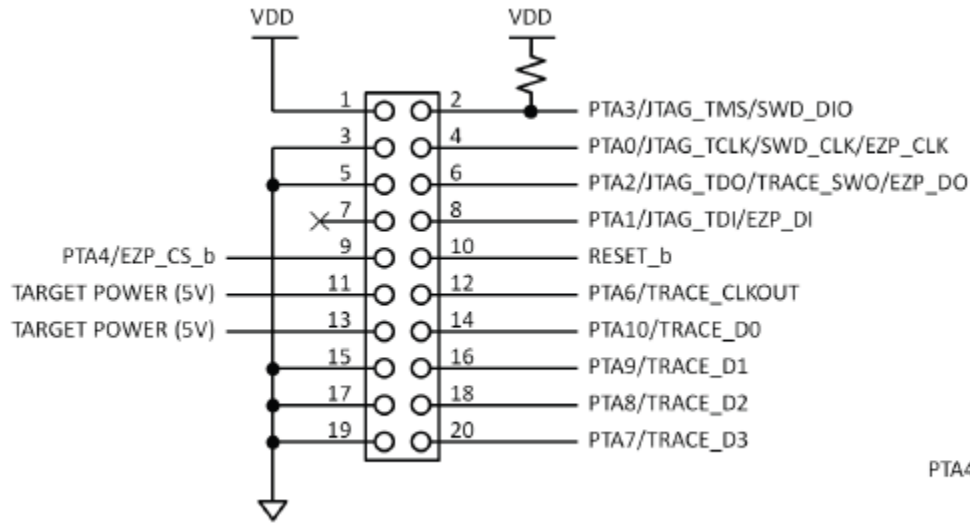 VDD VDD
1 2 PTA3/JTAG_TMS/SWD_DIO
3 4 PTA0/JTAG_TCLK/SWD_CLK/EZP_CLK
5 6 PTA2/JTAG_TDO/TRACE_SWO/EZP_DO
7 8 PTA1/JTAG_TDI/EZP_DI
PTA4/EZP_CS_b 9 10 RESET_b
TARGET POWER (5V) 11 12 PTA6/TRACE_CLKOUT
TARGET POWER (5V) 13 14 PTA10/TRACE_D0
15 16 PTA9/TRACE_D1
17 18 PTA8/TRACE_D2
19 20 PTA7/TRACE_D3
PTA4